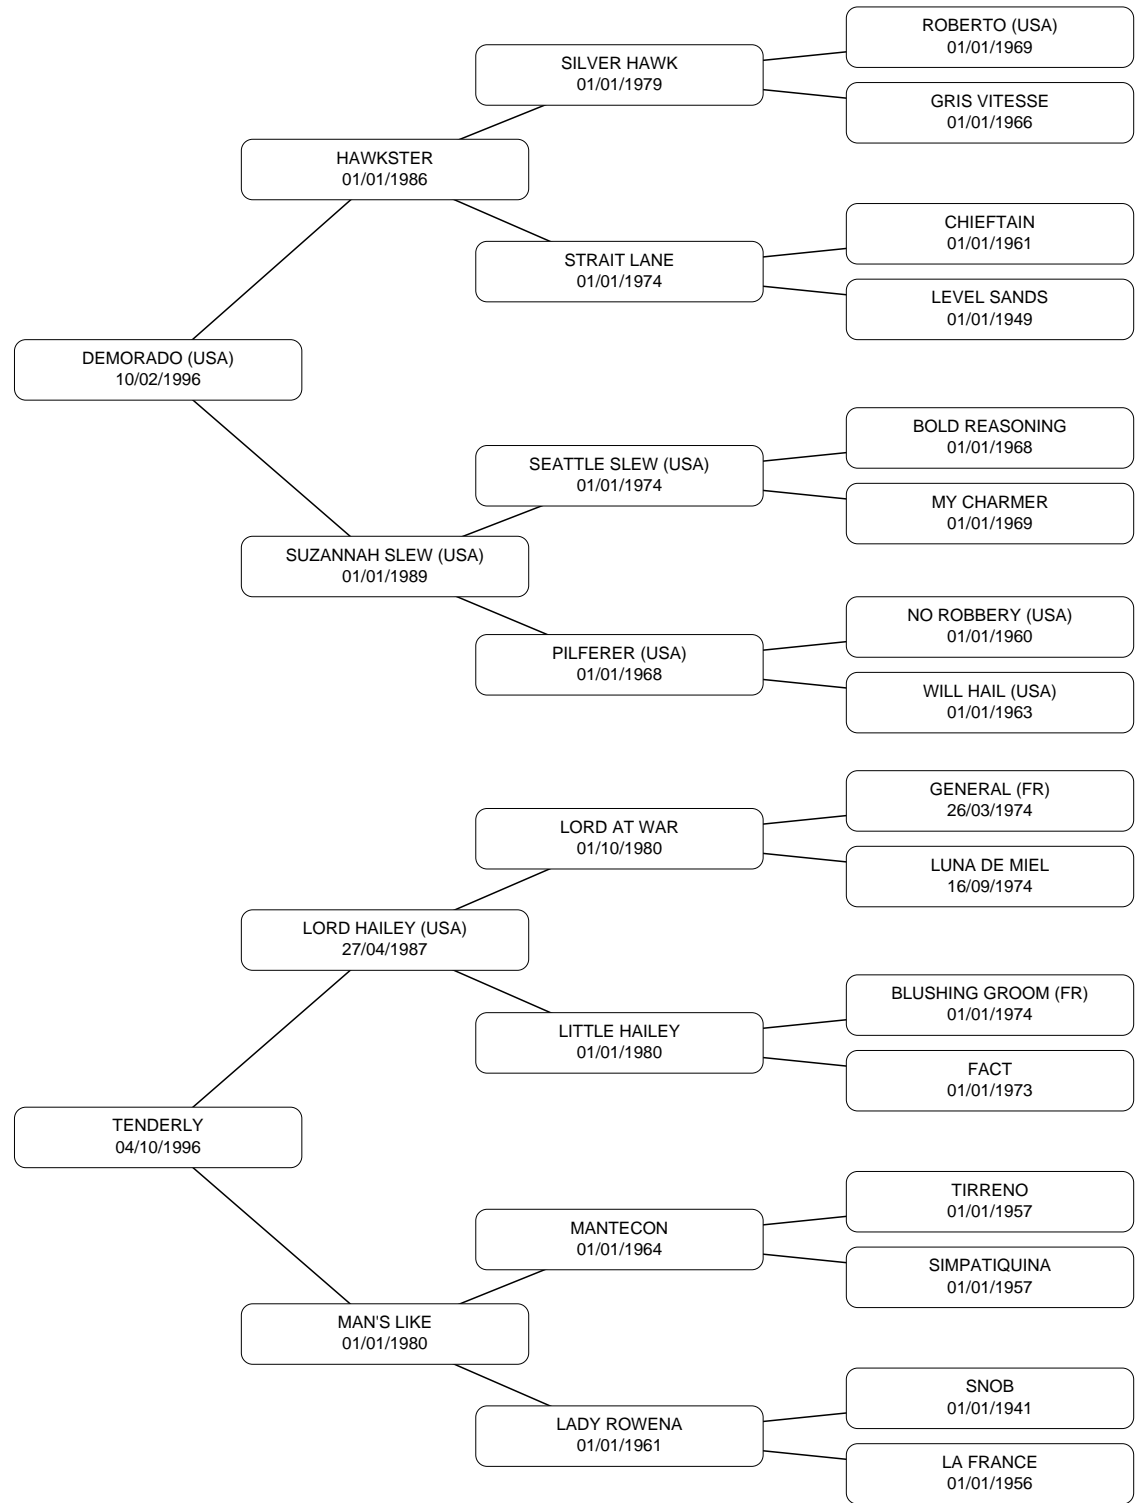 ROBERTO (USA)
01/01/1969
SILVER HAWK
01/01/1979
GRIS VITESSE
01/01/1966
HAWKSTER
01/01/1986
CHIEFTAIN
01/01/1961
STRAIT LANE
01/01/1974
LEVEL SANDS
01/01/1949
DEMORADO (USA)
10/02/1996
BOLD REASONING
01/01/1968
SEATTLE SLEW (USA)
01/01/1974
MY CHARMER
01/01/1969
SUZANNAH SLEW (USA)
01/01/1989
NO ROBBERY (USA)
01/01/1960
PILFERER (USA)
01/01/1968
WILL HAIL (USA)
01/01/1963
GENERAL (FR)
26/03/1974
LORD AT WAR
01/10/1980
LUNA DE MIEL
16/09/1974
LORD HAILEY (USA)
27/04/1987
BLUSHING GROOM (FR)
01/01/1974
LITTLE HAILEY
01/01/1980
FACT
01/01/1973
TENDERLY
04/10/1996
TIRRENO
01/01/1957
MANTECON
01/01/1964
SIMPATIQUINA
01/01/1957
MAN'S LIKE
01/01/1980
SNOB
01/01/1941
LADY ROWENA
01/01/1961
LA FRANCE
01/01/1956